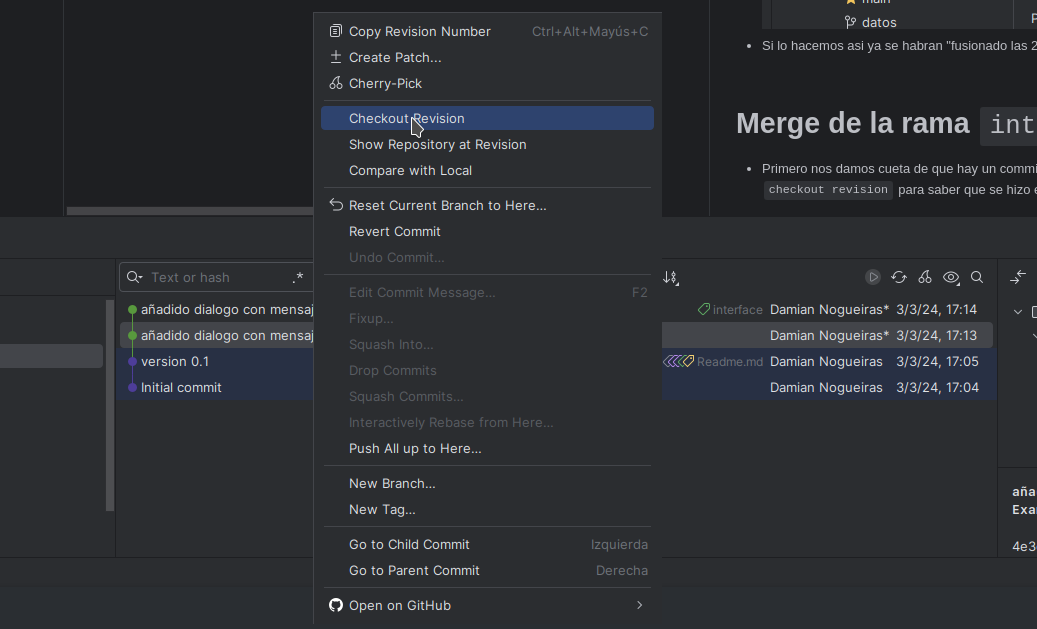 main
datos
Si lo hacemos asi ya se habran "fusionado las 2
Merge de la rama int
Primero nos damos cueta de que hay un commi
checkout revision para saber que se hizo e
Copy Revision Number Ctrl+Alt+Mayús+C
Create Patch...
Cherry-Pick
Checkout Revision
Show Repository at Revision
Compare with Local
Reset Current Branch to Here...
Revert Commit
Undo Commit...
Edit Commit Message... F2
Fixup...
Squash Into...
Drop Commits
Squash Commits...
Interactively Rebase from Here...
Push All up to Here...
New Branch...
New Tag...
Go to Child Commit Izquierda
Go to Parent Commit Derecha
Open on GitHub
Text or hash .*
añadido dialogo con mensaj interface Damian Nogueiras* 3/3/24, 17:14
añadido dialogo con mensaj Damian Nogueiras* 3/3/24, 17:13
version 0.1 Readme.md Damian Nogueiras 3/3/24, 17:05
Initial commit Damian Nogueiras 3/3/24, 17:04
aña
Exa
4e3